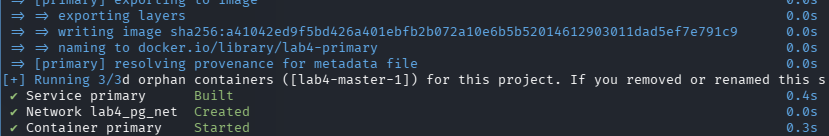 => [primary] exporting to image 0.0s
=> => exporting layers 0.0s
=> => writing image sha256:a41042ed9f5bd426a401ebfb2b072a10e6b5b52014612903011dad5ef7e791c9 0.0s
=> => naming to docker.io/library/lab4-primary 0.0s
=> [primary] resolving provenance for metadata file 0.0s
[+] Running 3/3d orphan containers ([lab4-master-1]) for this project. If you removed or renamed this s
✔ Service primary Built 0.4s
✔ Network lab4_pg_net Created 0.0s
✔ Container primary Started 0.3s